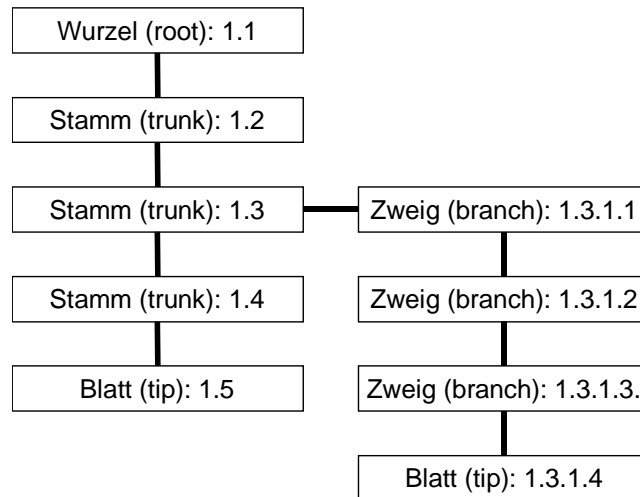 Wurzel (root): 1.1
Stamm (trunk): 1.2
Stamm (trunk): 1.3
Zweig (branch): 1.3.1.1
Stamm (trunk): 1.4
Zweig (branch): 1.3.1.2
Blatt (tip): 1.5
Zweig (branch): 1.3.1.3.
Blatt (tip): 1.3.1.4